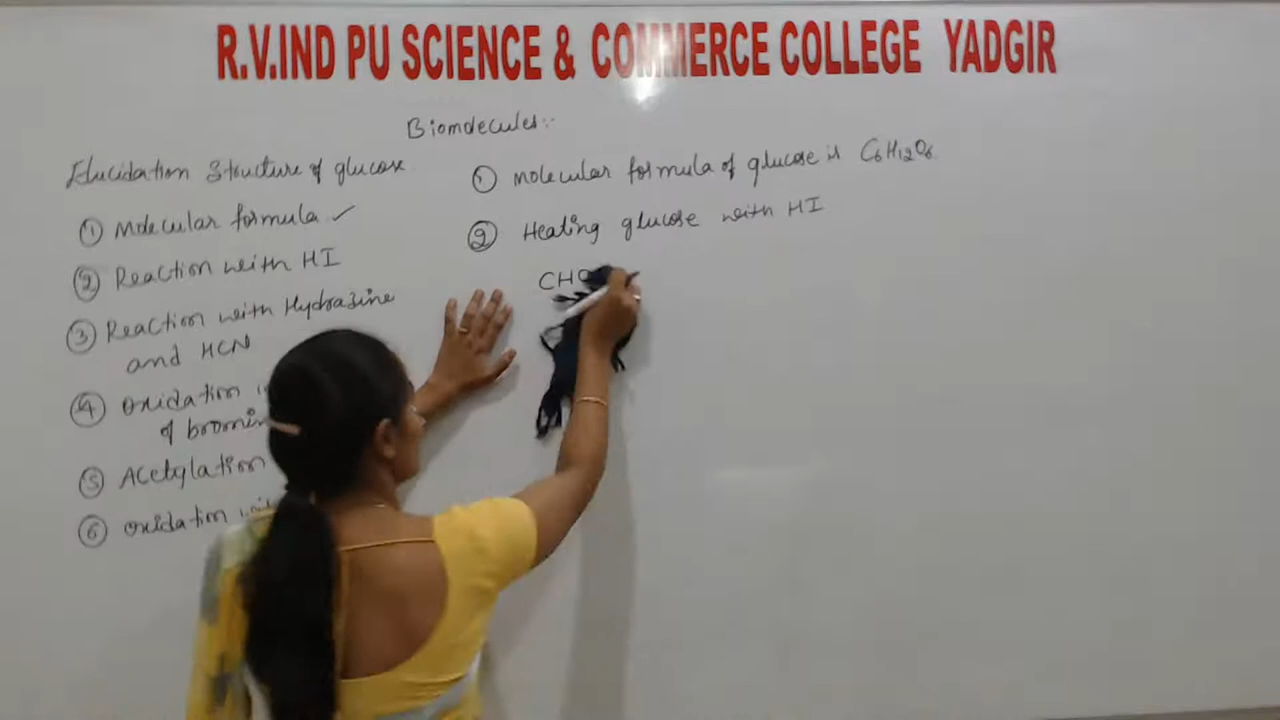 R.V.IND PU SCIENCE & COMMERCE COLLEGE YADGIR
Biomolecules:-
Elucidation Structure of glucose
① Molecular formula ✓
② Reaction with HI
③ Reaction with Hydrazine
and HCN
④ Oxidation
of
⑤ Acetylation
⑥ Oxidation
① Molecular formula of glucose is C6H12O6
② Heating glucose with HI
CHO